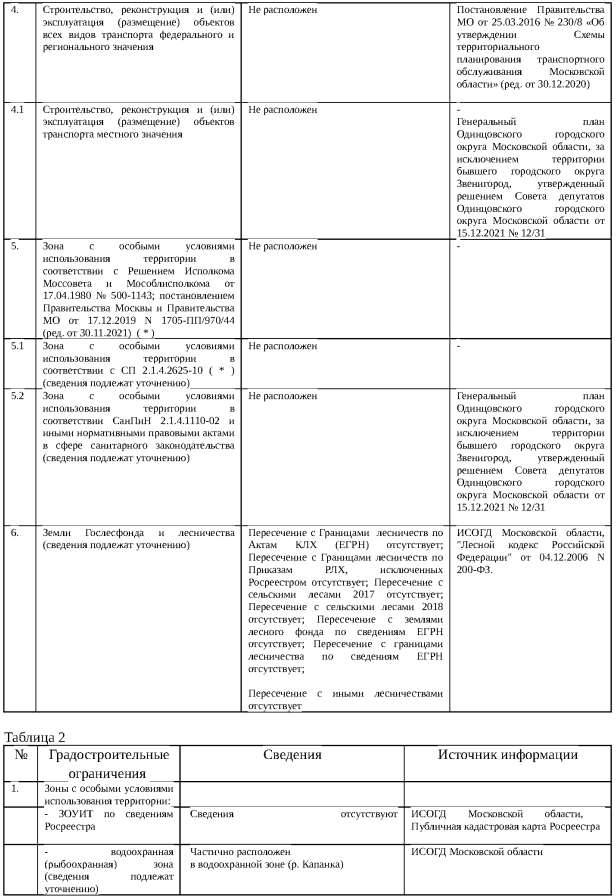 4. Строительство, реконструкция и (или) Не расположен Постановление Правительства
эксплуатация (размещение) объектов МО от 25.03.2016 № 230/8 «Об
всех видов транспорта федерального и утверждении Схемы
регионального значения территориального
планирования транспортного
обслуживания Московской
области» (ред. от 30.12.2020)
4.1 Строительство, реконструкция и (или) Не расположен -
эксплуатация (размещение) объектов Генеральный план
транспорта местного значения Одинцовского городского
округа Московской области, за
исключением территории
бывшего городского округа
Звенигород, утвержденный
решением Совета депутатов
Одинцовского городского
округа Московской области от
15.12.2021 № 12/31
5. Зона с особыми условиями Не расположен -
использования территории в
соответствии с Решением Исполкома
Моссовета и Мособлисполкома от
17.04.1980 № 500-1143; постановлением
Правительства Москвы и Правительства
МО от 17.12.2019 N 1705-ПП/970/44
(ред. от 30.11.2021) ( * )
5.1 Зона с особыми условиями Не расположен -
использования территории в
соответствии с СП 2.1.4.2625-10 ( * )
(сведения подлежат уточнению)
5.2 Зона с особыми условиями Не расположен Генеральный план
использования территории в Одинцовского городского
соответствии СанПиН 2.1.4.1110-02 и округа Московской области, за
иными нормативными правовыми актами исключением территории
в сфере санитарного законодательства бывшего городского округа
(сведения подлежат уточнению) Звенигород, утвержденный
решением Совета депутатов
Одинцовского городского
округа Московской области от
15.12.2021 № 12/31
6. Земли Гослесфонда и лесничества Пересечение с Границами лесничеств по ИСОГД Московской области,
(сведения подлежат уточнению) Актам КЛХ (ЕГРН) отсутствует; "Лесной кодекс Российской
Пересечение с Границами лесничеств по Федерации" от 04.12.2006 N
Приказам РЛХ, исключенных 200-ФЗ.
Росреестром отсутствует; Пересечение с
сельскими лесами 2017 отсутствует;
Пересечение с сельскими лесами 2018
отсутствует; Пересечение с землями
лесного фонда по сведениям ЕГРН
отсутствует; Пересечение с границами
лесничества по сведениям ЕГРН
отсутствует;
Пересечение с иными лесничествами
отсутствует
Таблица 2
№ Градостроительные Сведения Источник информации
ограничения
1. Зоны с особыми условиями
использования территории:
- ЗОУИТ по сведениям Сведения отсутствуют ИСОГД Московской области,
Росреестра Публичная кадастровая карта Росреестра
- водоохранная Частично расположен ИСОГД Московской области
(рыбоохранная) зона в водоохранной зоне (р. Капанка)
(сведения подлежат
уточнению)